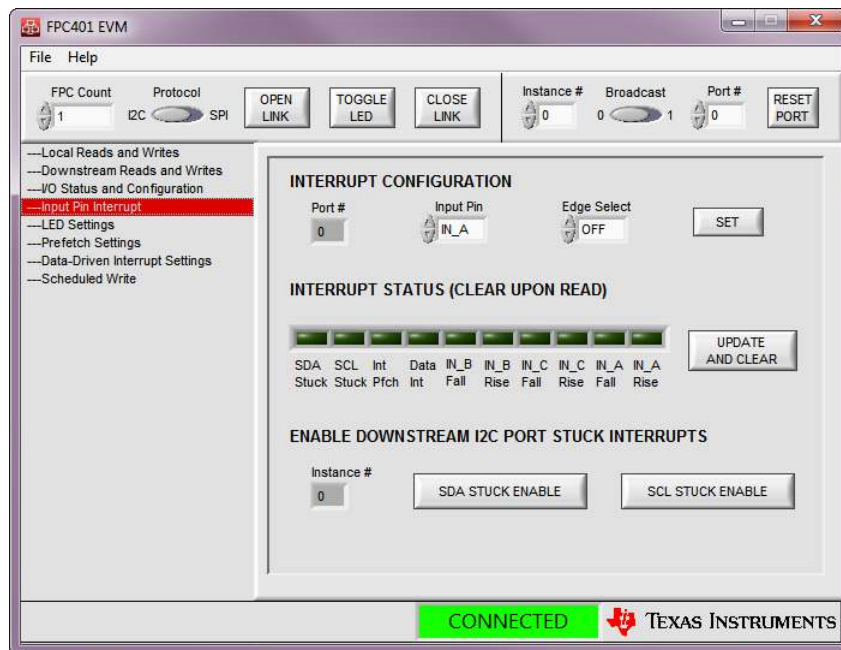 FPC401 EVM
File Help
FPC Count Protocol Instance # Broadcast Port #
1 I2C SPI OPEN LINK TOGGLE LED CLOSE LINK 0 0 1 0 RESET PORT
---Local Reads and Writes
---Downstream Reads and Writes
---I/O Status and Configuration
---Input Pin Interrupt
---LED Settings
---Prefetch Settings
---Data-Driven Interrupt Settings
---Scheduled Write
INTERRUPT CONFIGURATION
Port # Input Pin Edge Select
0 IN_A OFF SET
INTERRUPT STATUS (CLEAR UPON READ)
UPDATE
AND CLEAR
SDA SCL Int Data IN_B IN_B IN_C IN_C IN_A IN_A
Stuck Stuck Pfch Int Fall Rise Fall Rise Fall Rise
ENABLE DOWNSTREAM I2C PORT STUCK INTERRUPTS
Instance #
0 SDA STUCK ENABLE SCL STUCK ENABLE
CONNECTED TEXAS INSTRUMENTS